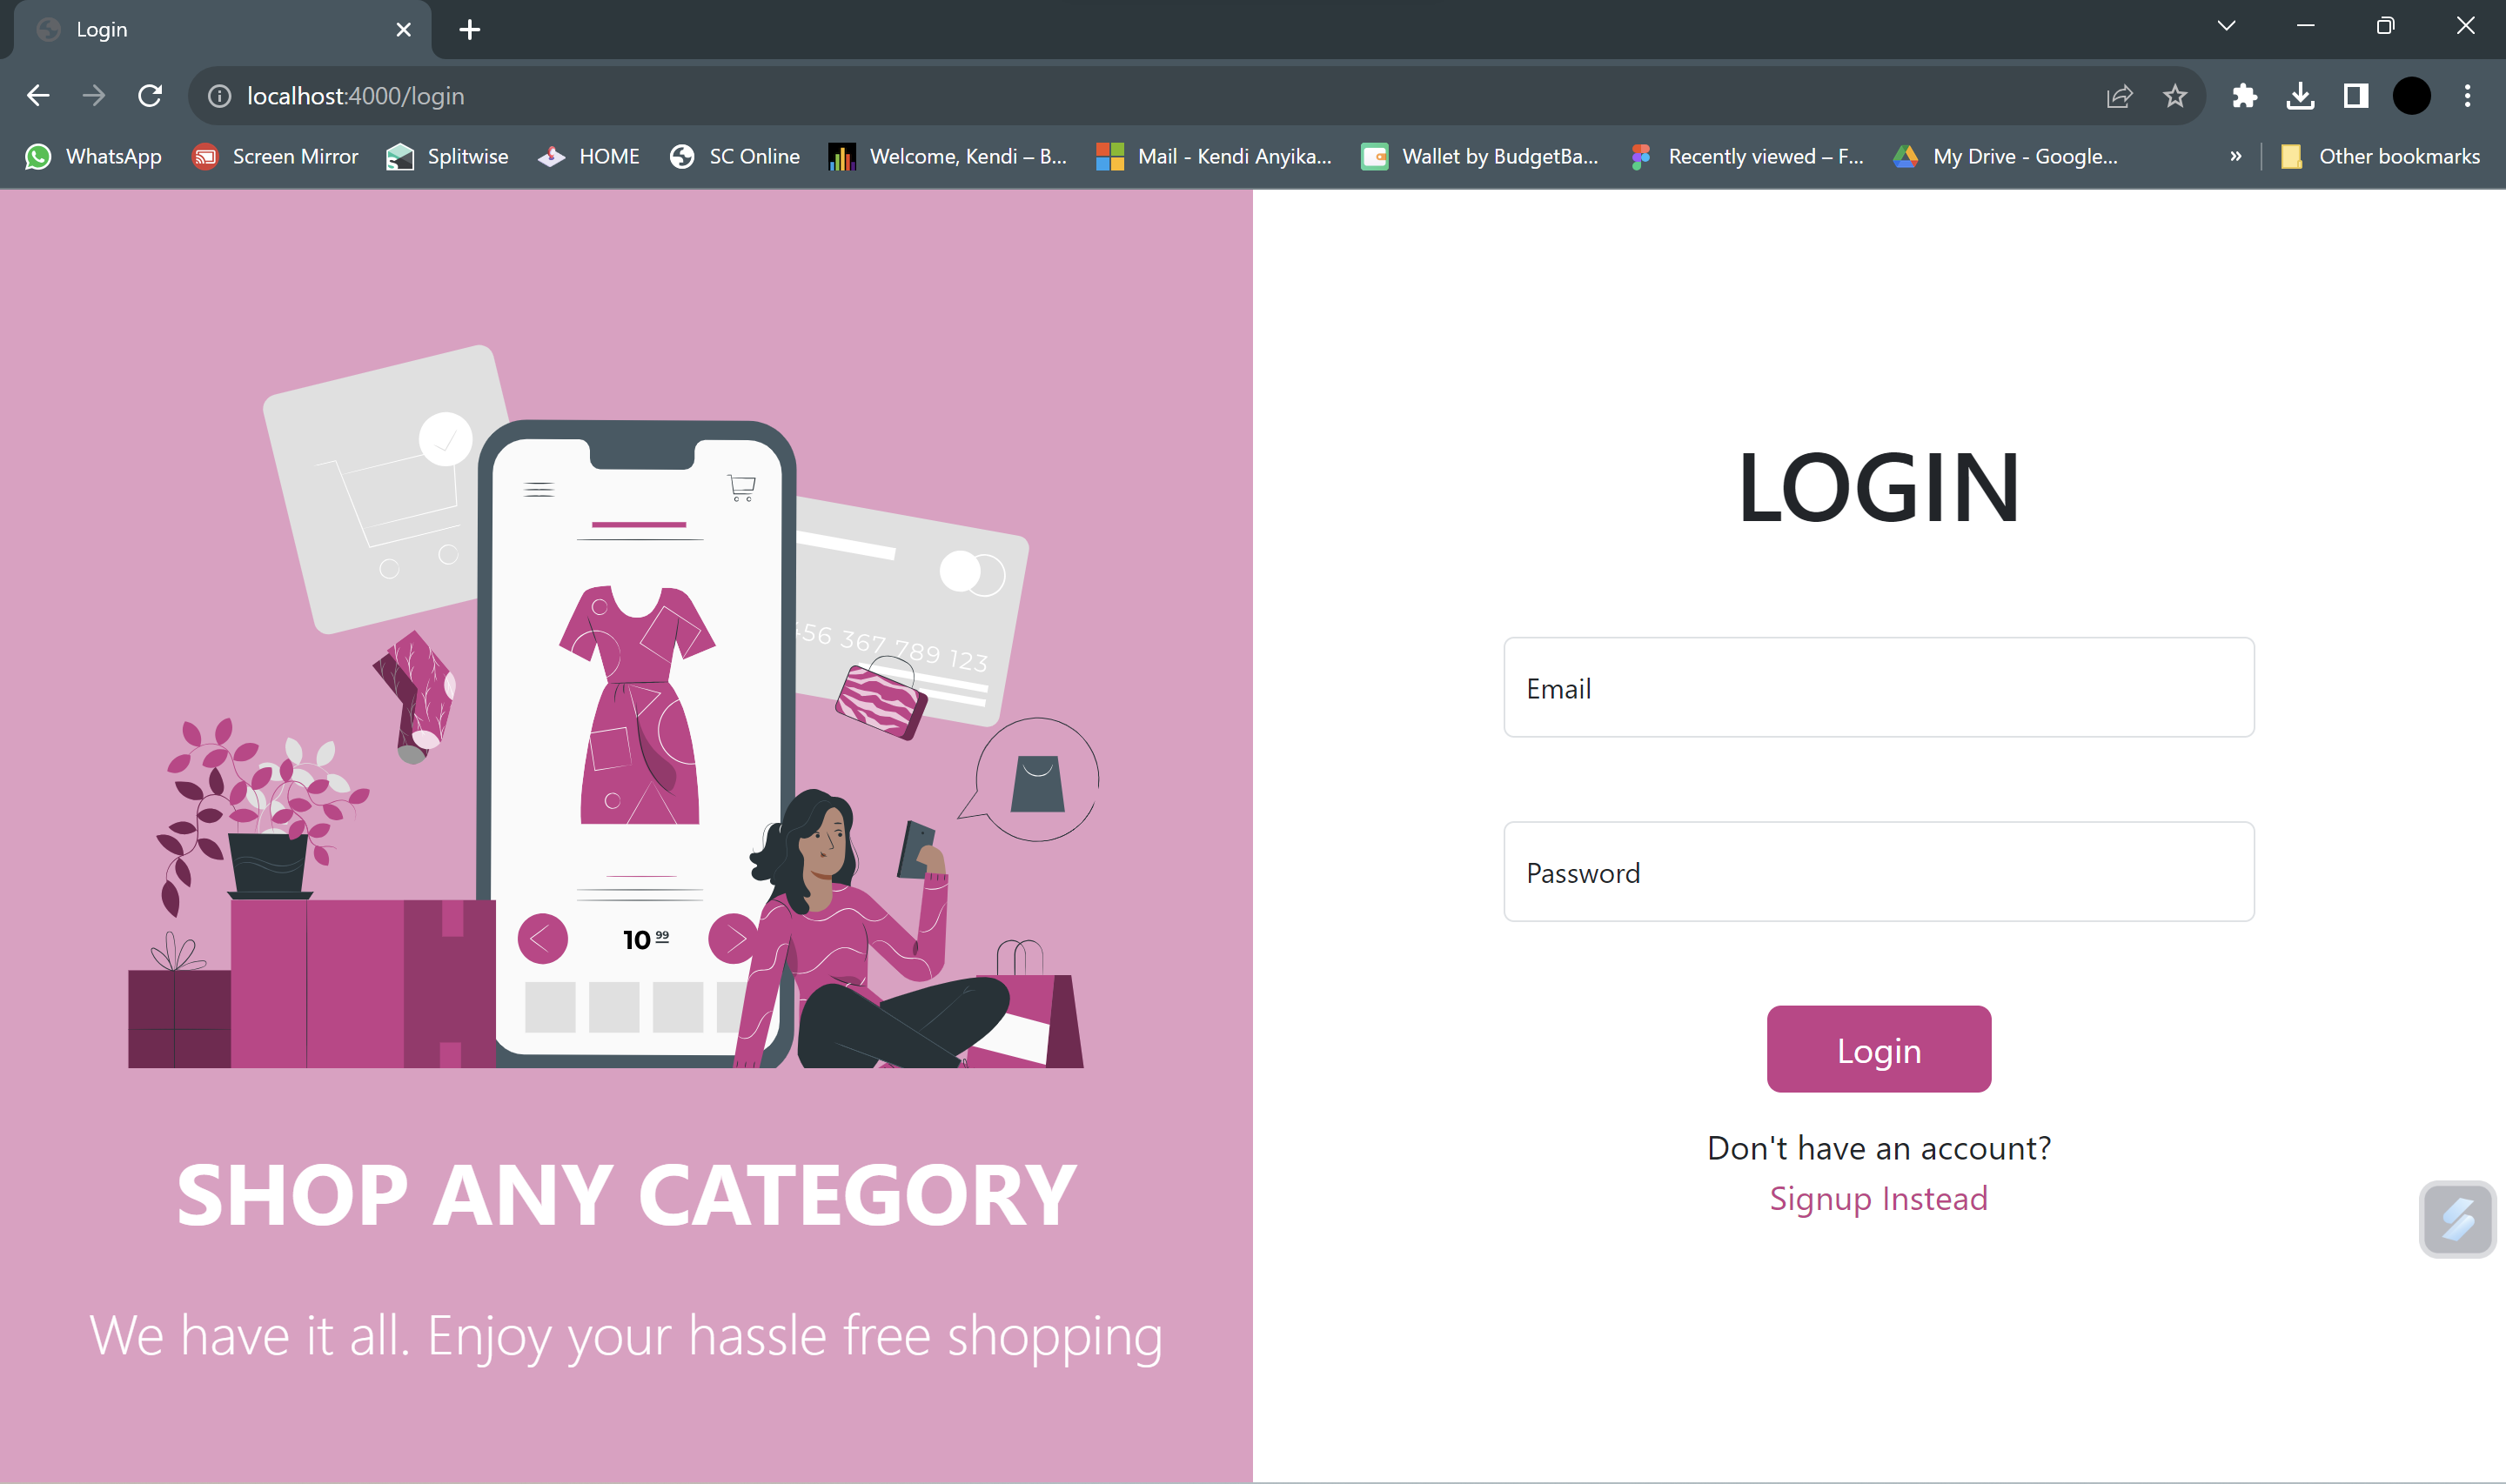 Login
localhost:4000/login
WhatsApp
Screen Mirror
Splitwise
HOME
SC Online
Welcome, Kendi – B...
Mail - Kendi Anyika...
Wallet by BudgetBa...
Recently viewed – F...
My Drive - Google...
»
Other bookmarks
456 367 789 123
10 99
SHOP ANY CATEGORY
We have it all. Enjoy your hassle free shopping
LOGIN
Email
Password
Login
Don't have an account?
Signup Instead